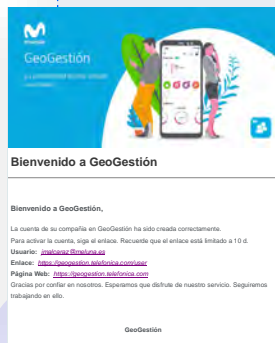 GeoGestión
Bienvenido a GeoGestión
Bienvenido a GeoGestión,
La cuenta de su compañía en GeoGestión ha sido creada correctamente.
Para activar la cuenta, siga el enlace. Recuerde que el enlace está limitado a 10 d.
Usuario: jmalcaraz@meluna.es
Enlace: https://geogestion.telefonica.com/user
Página Web: https://geogestion.telefonica.com
Gracias por confiar en nosotros. Esperamos que disfrute de nuestro servicio. Seguiremos
trabajando en ello.
GeoGestión